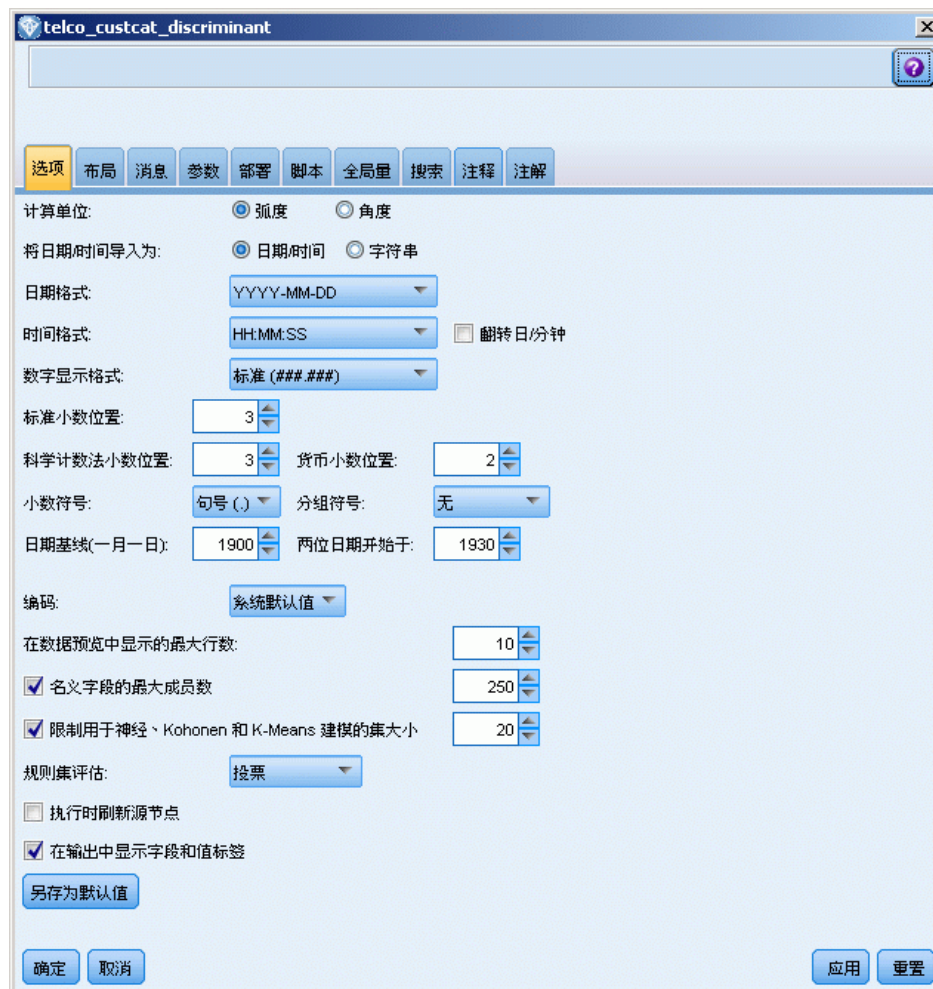 telco_custcat_discriminant
选项 布局 消息 参数 部署 脚本 全局量 搜索 注释 注解
计算单位: 弧度 角度
将日期/时间导入为: 日期/时间 字符串
日期格式: YYYY-MM-DD
时间格式: HH:MM:SS 翻转日/分钟
数字显示格式: 标准 (###.###)
标准小数位置: 3
科学计数法小数位置: 3 货币小数位置: 2
小数符号: 句号 (.) 分组符号: 无
日期基线(一月一日): 1900 两位日期开始于: 1930
编码: 系统默认值
在数据预览中显示的最大行数: 10
名义字段的最大成员数 250
限制用于神经、Kohonen 和 K-Means 建模的集大小 20
规则集评估: 投票
执行时刷新源节点
在输出中显示字段和值标签
另存为默认值
确定 取消 应用 重置